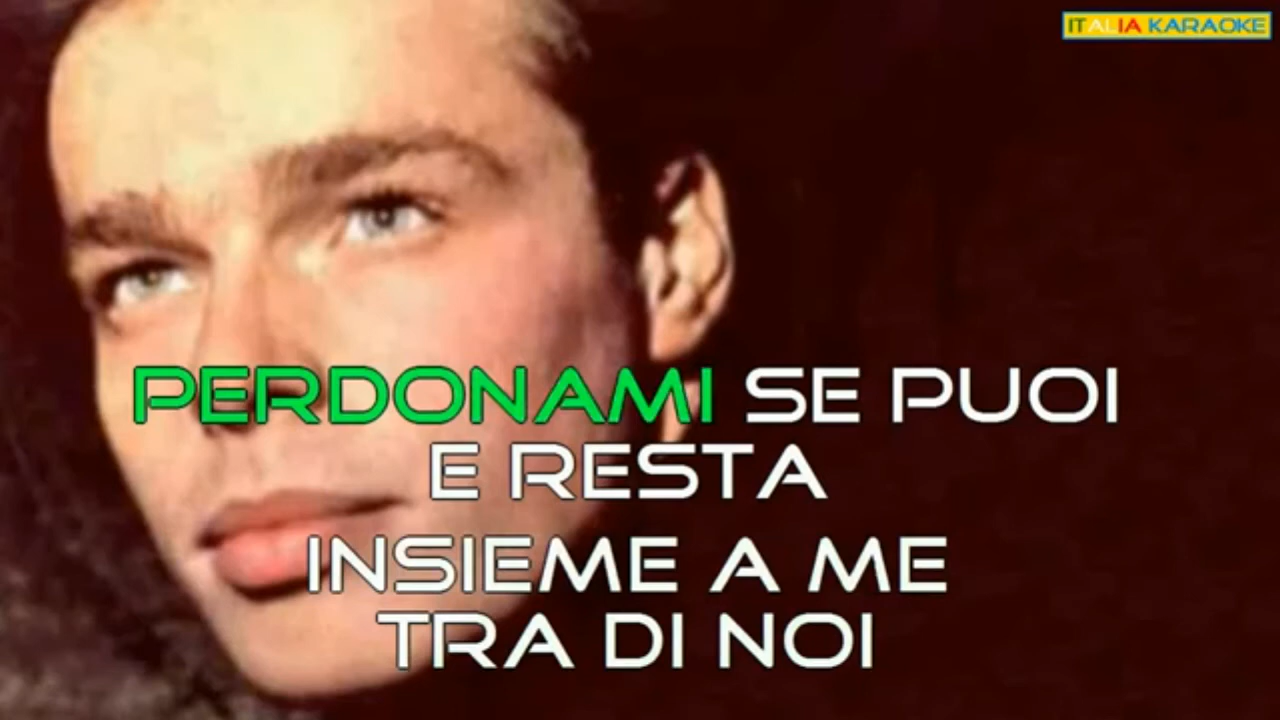 ITALIA KARAOKE
PERDONAMI SE PUOI
E RESTA
INSIEME A ME
TRA DI NOI